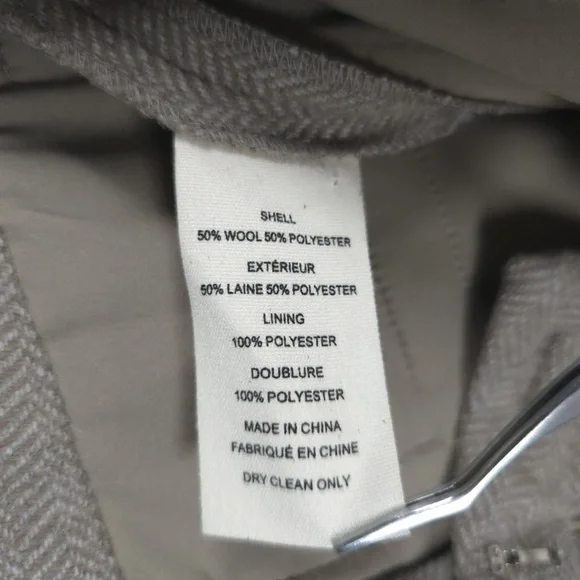 SHELL
50% WOOL 50% POLYESTER
EXTÉRIEUR
50% LAINE 50% POLYESTER
LINING
100% POLYESTER
DOUBLURE
100% POLYESTER
MADE IN CHINA
FABRIQUÉ EN CHINE
DRY CLEAN ONLY